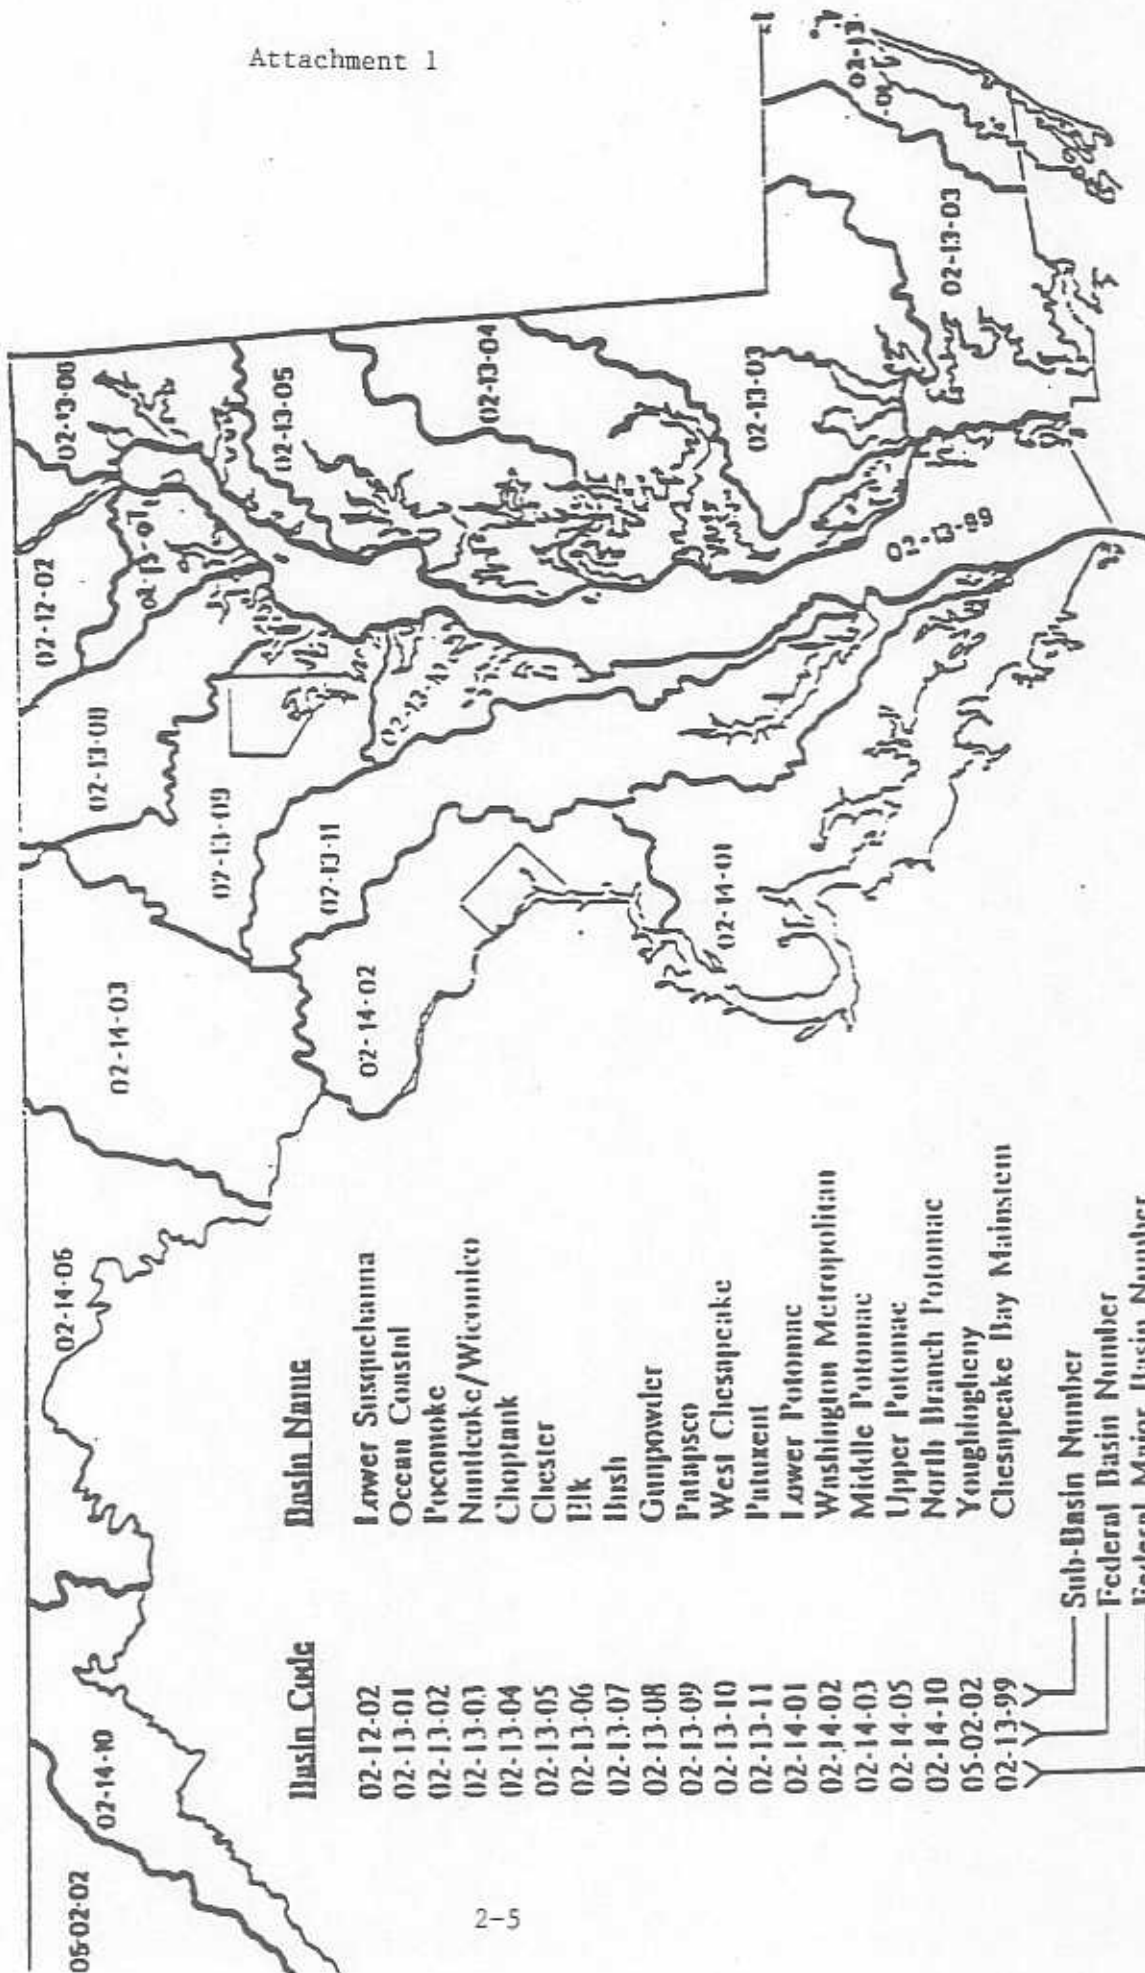 Attachment 1
05-02-02
02-14-10
02-14-05
02-14-03
02-14-02
02-14-01
02-13-11
02-13-09
02-13-08
02-12-02
02-13-07
02-13-06
02-13-05
02-13-04
02-13-03
02-13-03
02-13
-01
02-13-99
Basin Code Basin Name
02-12-02 Lower Susquehanna
02-13-01 Ocean Coastal
02-13-02 Pocomoke
02-13-03 Nanticoke/Wicomico
02-13-04 Choptank
02-13-05 Chester
02-13-06 Elk
02-13-07 Bush
02-13-08 Gunpowder
02-13-09 Patapsco
02-13-10 West Chesapeake
02-13-11 Patuxent
02-14-01 Lower Potomac
02-14-02 Washington Metropolitan
02-14-03 Middle Potomac
02-14-05 Upper Potomac
02-14-10 North Branch Potomac
05-02-02 Youghiogheny
02-13-99 Chesapeake Bay Mainstem
Sub-Basin Number
Federal Basin Number
Federal Major Basin Number
2-5